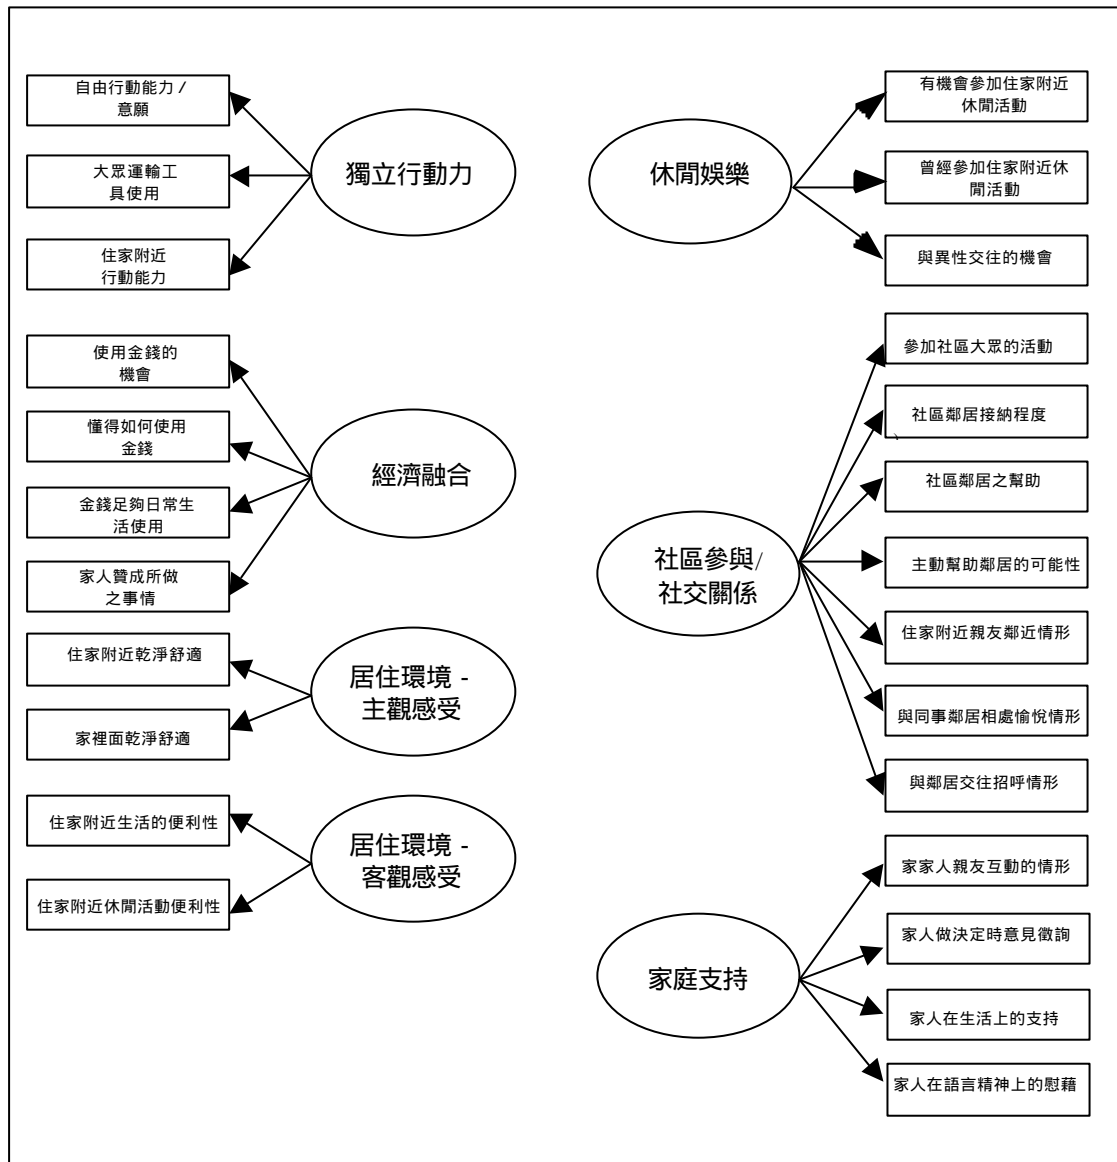 自由行動能力 /
意願
大眾運輸工
具使用
住家附近
行動能力
獨立行動力
使用金錢的
機會
懂得如何使用
金錢
金錢足夠日常生
活使用
家人贊成所做
之事情
經濟融合
住家附近乾淨舒適
家裡面乾淨舒適
居住環境 -
主觀感受
住家附近生活的便利性
住家附近休閒活動便利性
居住環境 -
客觀感受
休閒娛樂
有機會參加住家附近
休閒活動
曾經參加住家附近休
閒活動
與異性交往的機會
社區參與/
社交關係
參加社區大眾的活動
社區鄰居接納程度
、
社區鄰居之幫助
主動幫助鄰居的可能性
住家附近親友鄰近情形
與同事鄰居相處愉悅情形
與鄰居交往招呼情形
家庭支持
家家人親友互動的情形
家人做決定時意見徵詢
家人在生活上的支持
家人在語言精神上的慰藉